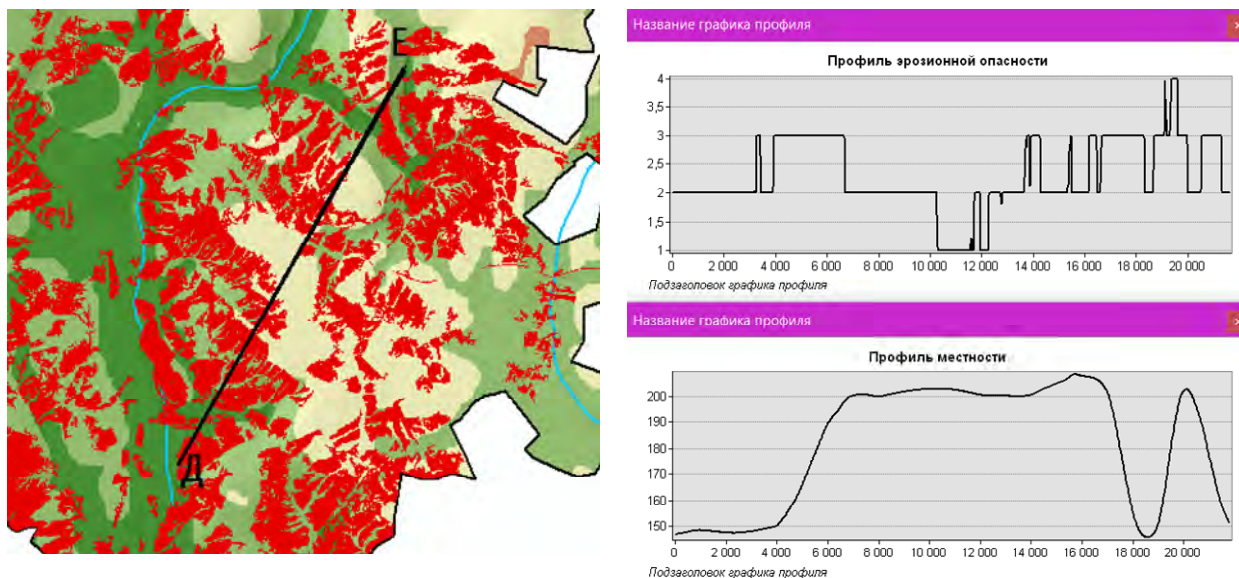 Е
Д
Название графика профиля
×
Профиль эрозионной опасности
4
3,5
3
2,5
2
1,5
1
0 2 000 4 000 6 000 8 000 10 000 12 000 14 000 16 000 18 000 20 000
Подзаголовок графика профиля
Название графика профиля
×
Профиль местности
200
190
180
170
160
150
0 2 000 4 000 6 000 8 000 10 000 12 000 14 000 16 000 18 000 20 000
Подзаголовок графика профиля